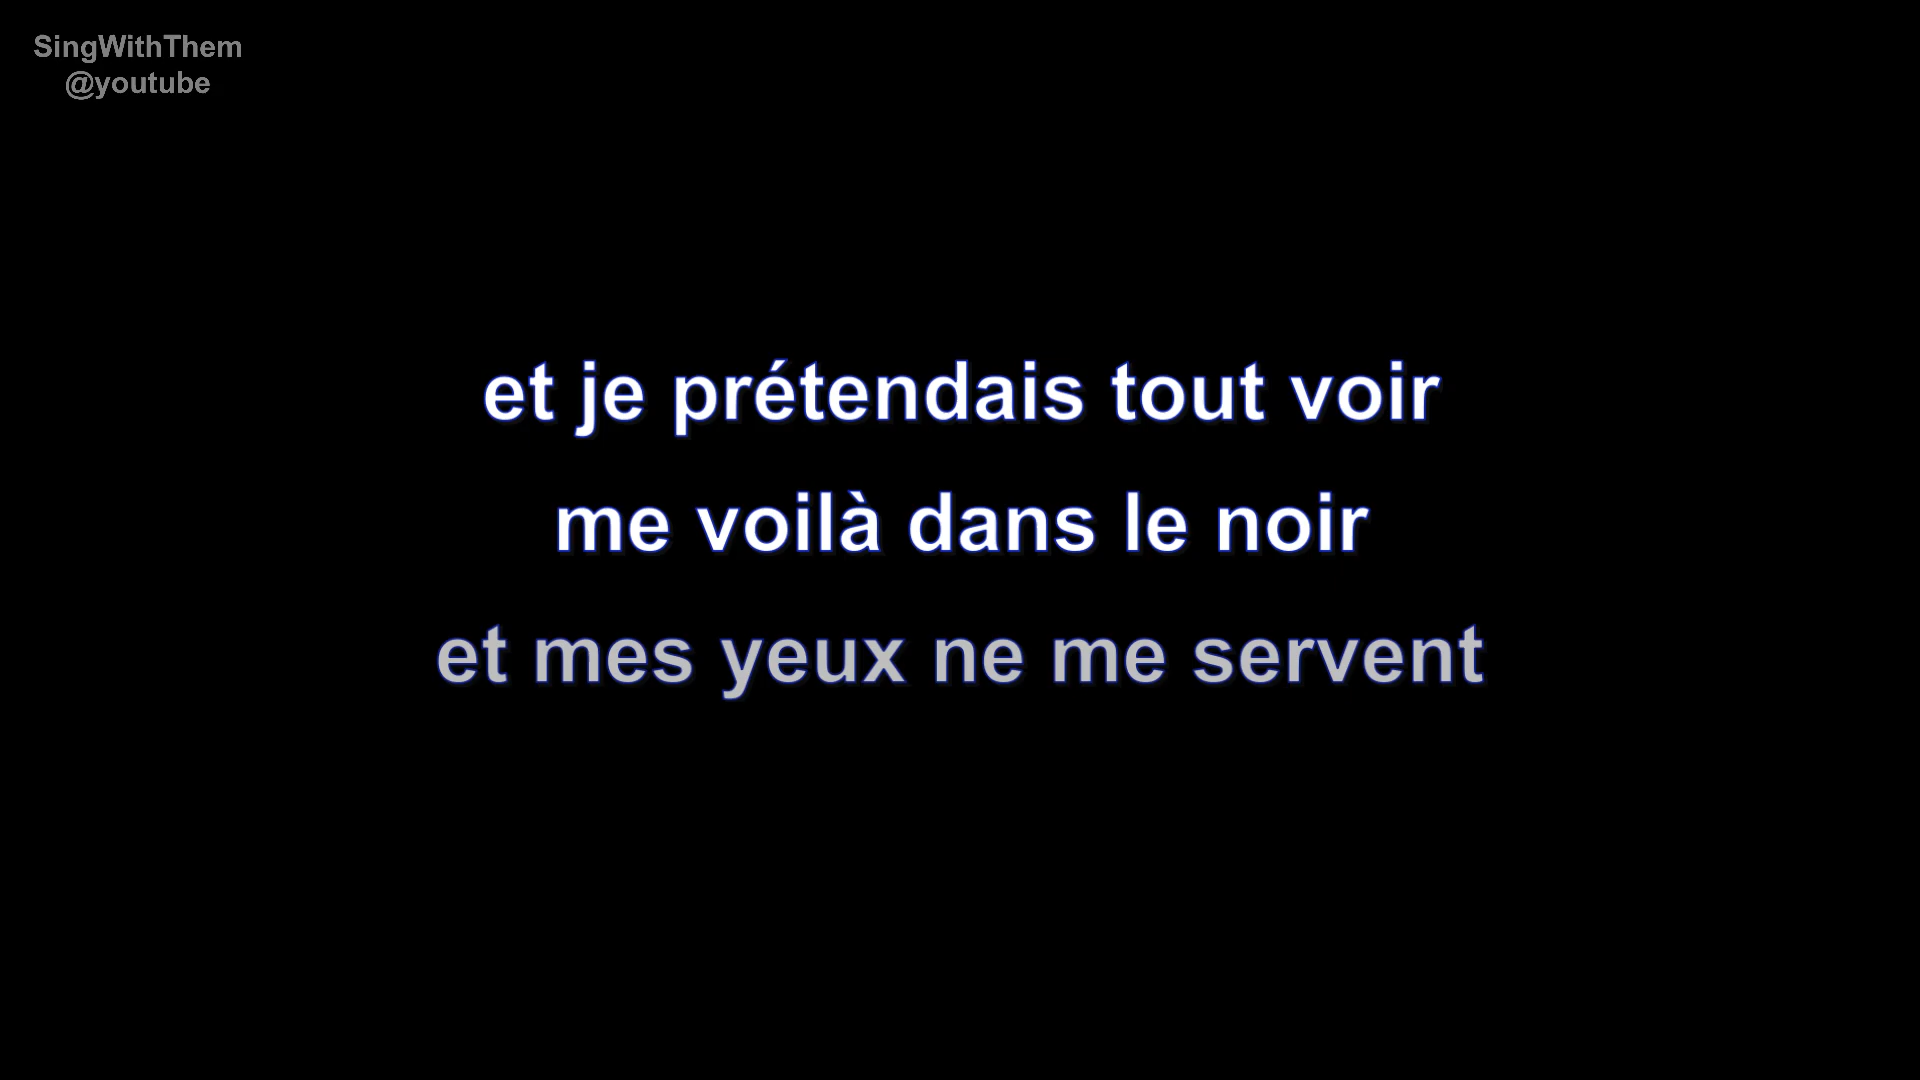 SingWithThem
@youtube
et je prétendais tout voir
me voilà dans le noir
et mes yeux ne me servent